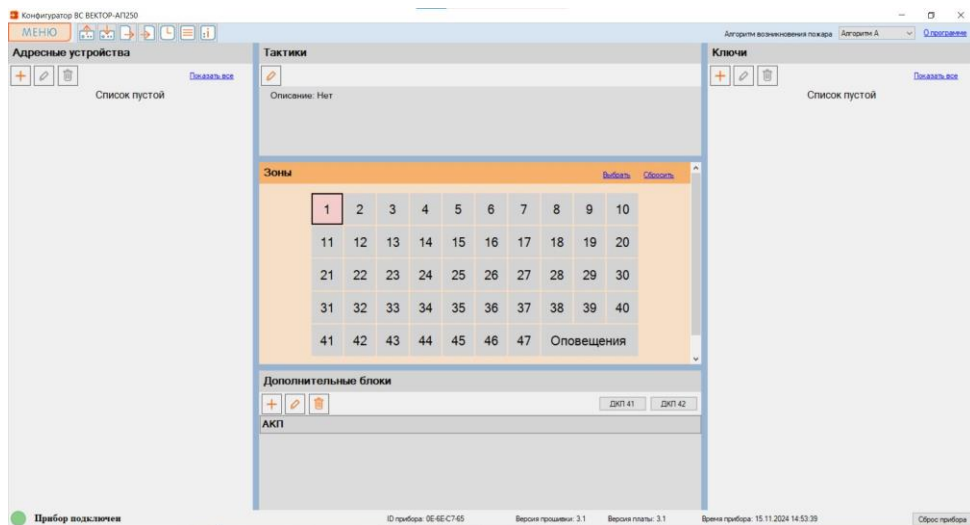 Конфигуратор ВС ВЕКТОР-АП250
МЕНЮ
Алгоритм возникновения пожара
Алгоритм А
О программе
Адресные устройства
Показать все
Список пустой
Тактики
Описание: Нет
Ключи
Показать все
Список пустой
Зоны
Выбрать
Сбросить
1 2 3 4 5 6 7 8 9 10
11 12 13 14 15 16 17 18 19 20
21 22 23 24 25 26 27 28 29 30
31 32 33 34 35 36 37 38 39 40
41 42 43 44 45 46 47 Оповещения
Дополнительные блоки
ДКП 41
ДКП 42
АКП
Прибор подключен
ID прибора: 0E-6E-C7-65
Версия прошивки: 3.1
Версия платы: 3.1
Время прибора: 15.11.2024 14:53:39
Сброс прибора